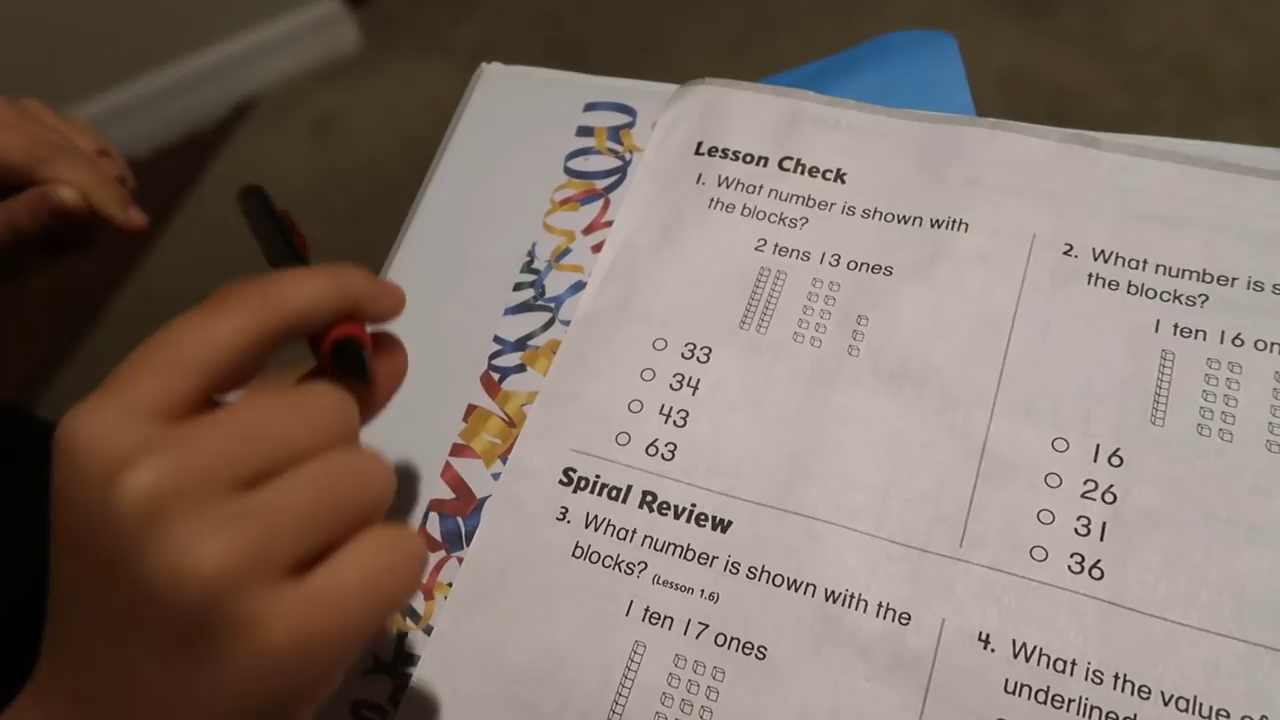 Lesson Check
1. What number is shown with
the blocks?
2 tens 13 ones
33
34
43
63
2. What number is
the blocks?
1 ten 16
16
26
31
36
Spiral Review
3. What number is shown with the
blocks? (Lesson 1.6)
1 ten 17 ones
4. What is the value
underlined